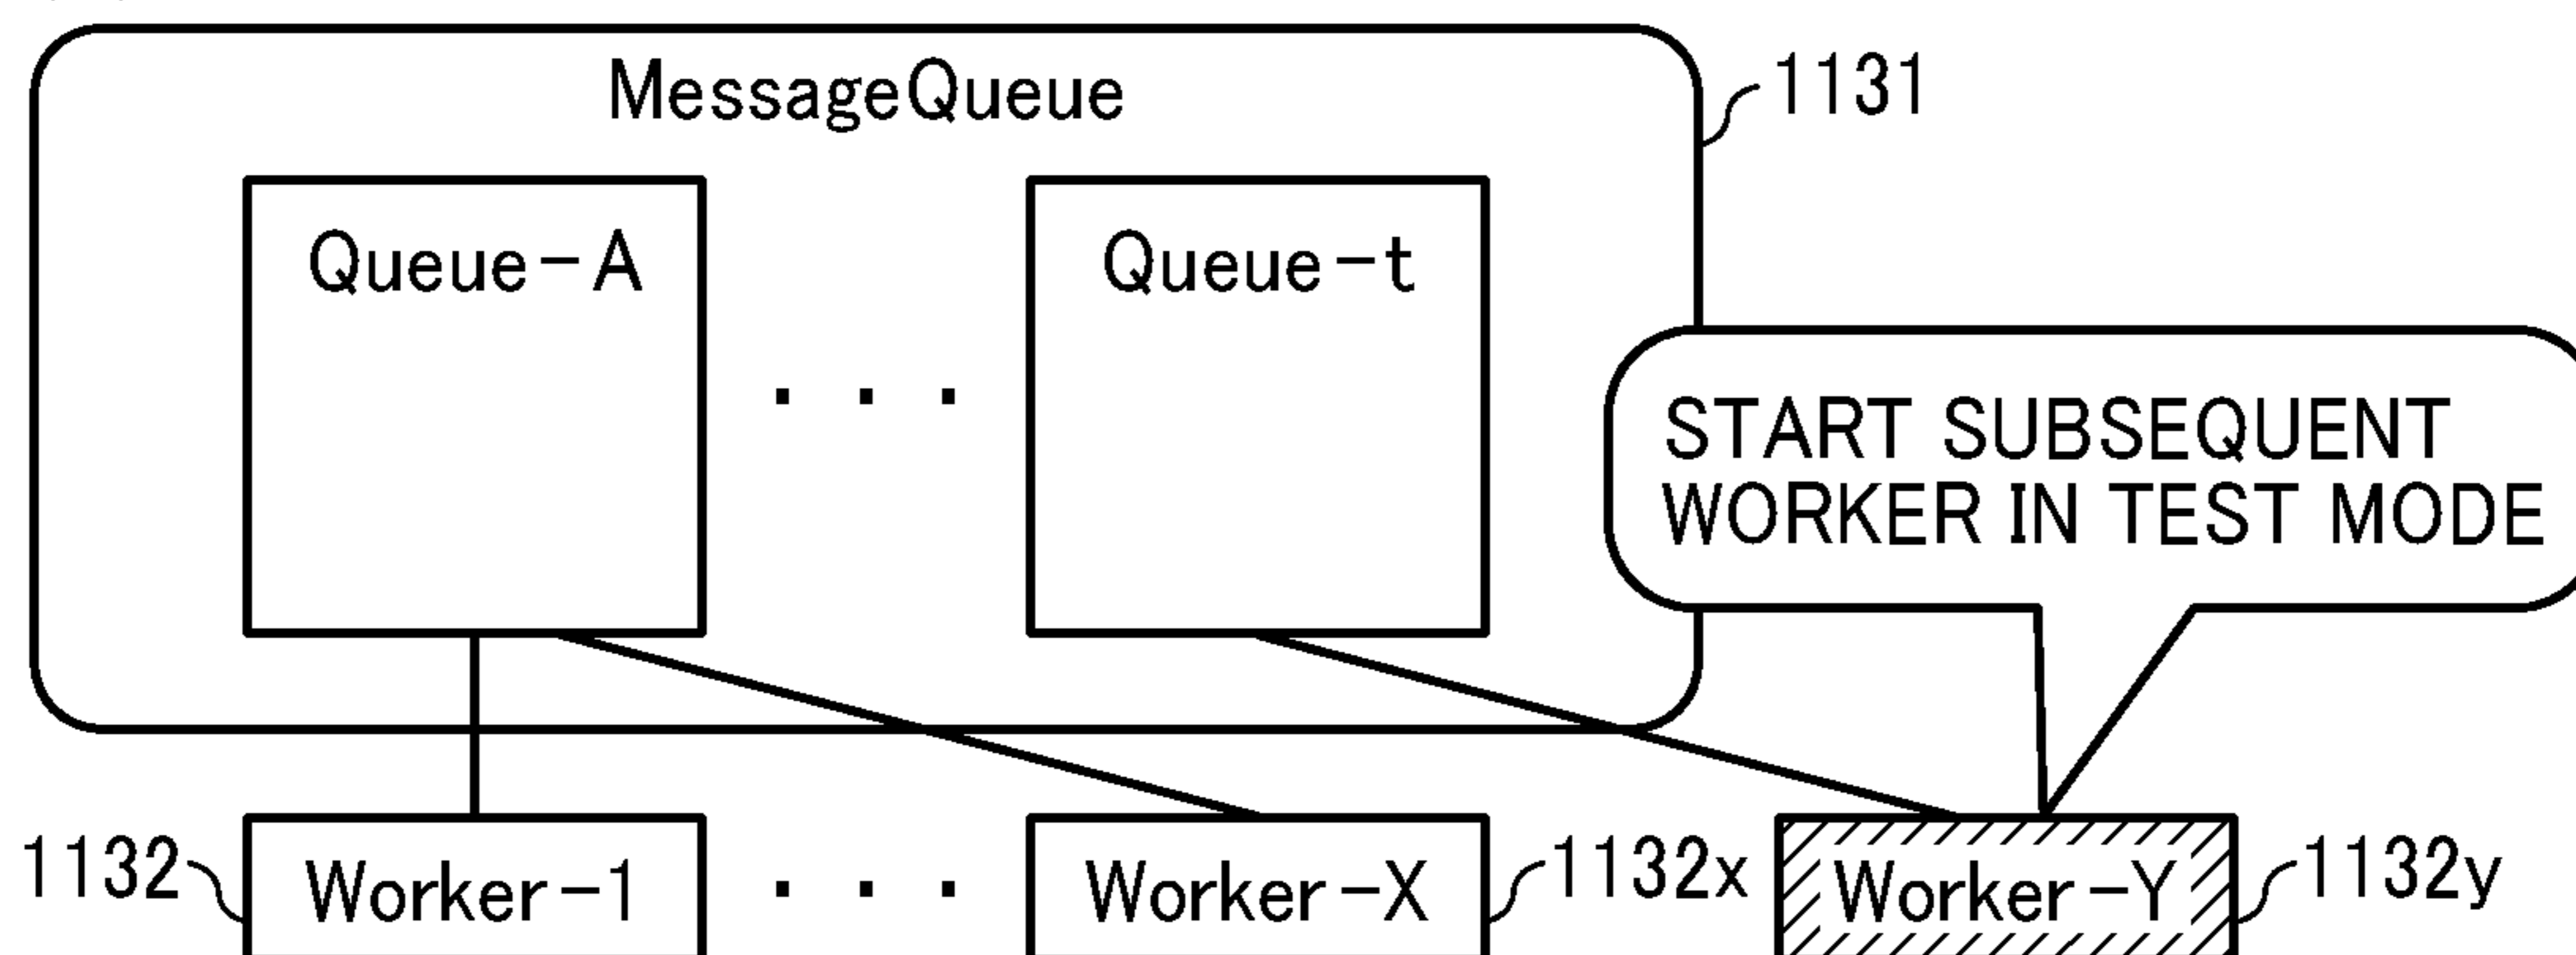 MessageQueue
1131
Queue-A
Queue-t
START SUBSEQUENT
WORKER IN TEST MODE
1132
Worker-1
Worker-X
1132x
Worker-Y
1132y